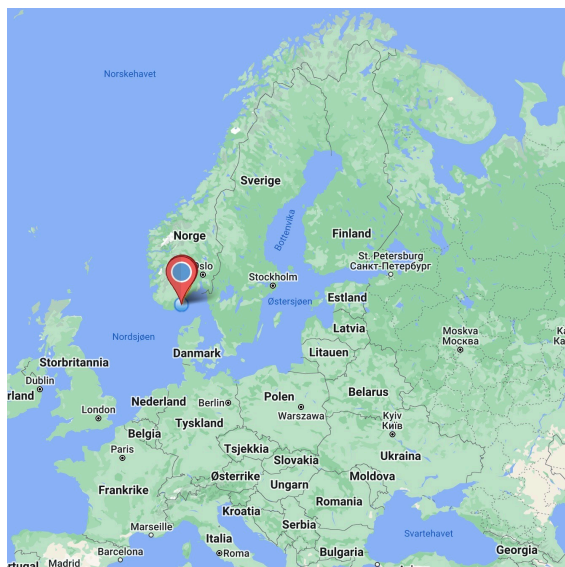 Norskehavet
Sverige
Bottenvika
Norge
Finland
St. Petersburg
Санкт-Петербург
Stockholm
Østersjøen
Estland
Latvia
Litauen
Moskva
Москва
Nordsjøen
Danmark
Storbritannia
Dublin
London
Nederland
Berlin
Polen
Warszawa
Belarus
Kyiv
Київ
Belgia
Tyskland
Paris
Tsjekkia
Slovakia
Ukraina
Østerrike
Ungarn
Moldova
Frankrike
Romania
Kroatia
Serbia
Marseille
Italia
Svartehavet
Barcelona
Roma
Bulgaria
Georgia
Madrid